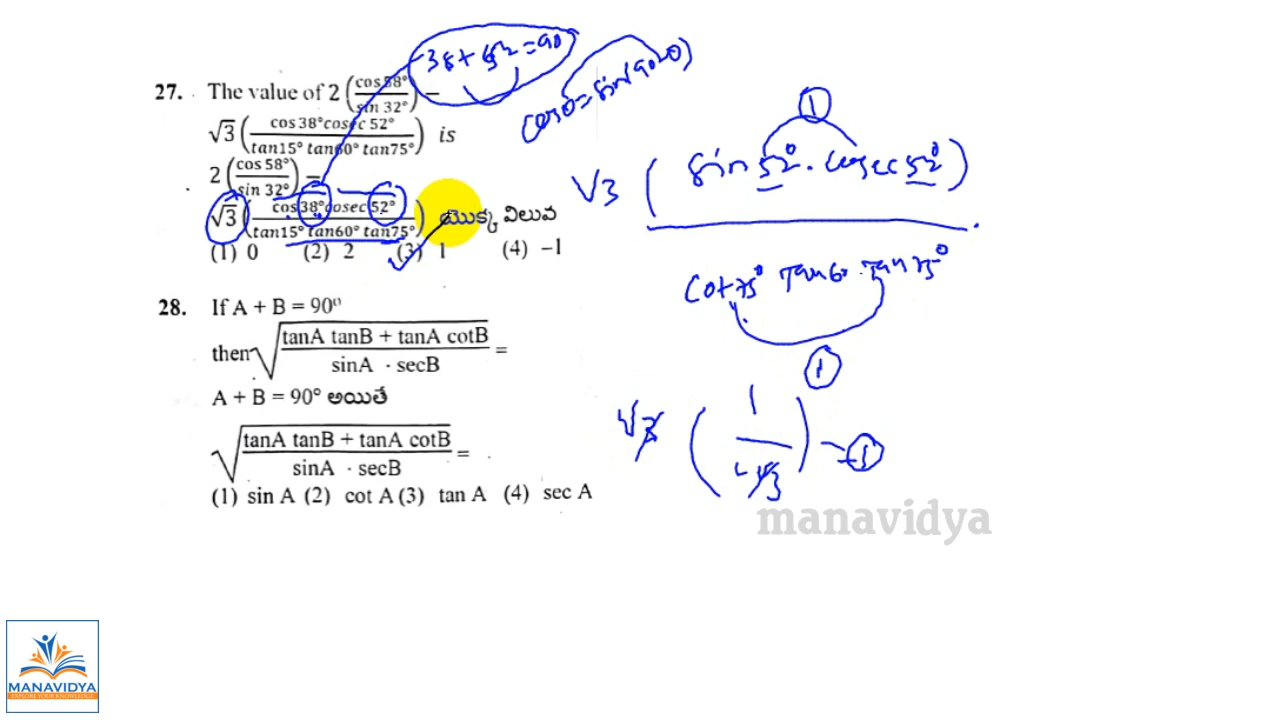 38 + 52 = 90
cosθ = sin(90-θ)
27. The value of 2 (cos 58° / sin 32°) –
√3 (cos 38° cosec 52° / tan15° tan60° tan75°) is
2 (cos 58° / sin 32°) –
√3 (cos 38° cosec 52° / tan15° tan60° tan75°) యొక్క విలువ
(1) 0 (2) 2 (3) 1 (4) –1
28. If A + B = 90°
then √(tanA tanB + tanA cotB / sinA · secB) =
A + B = 90° అయితే
√(tanA tanB + tanA cotB / sinA · secB) =
(1) sin A (2) cot A (3) tan A (4) sec A
1
√3 ( sin 52° . cosec 52° )
cot 75° Tan 60 . Tan 75°
1
√3 ( 1 / √3 ) = 1
manavidya
MANAVIDYA